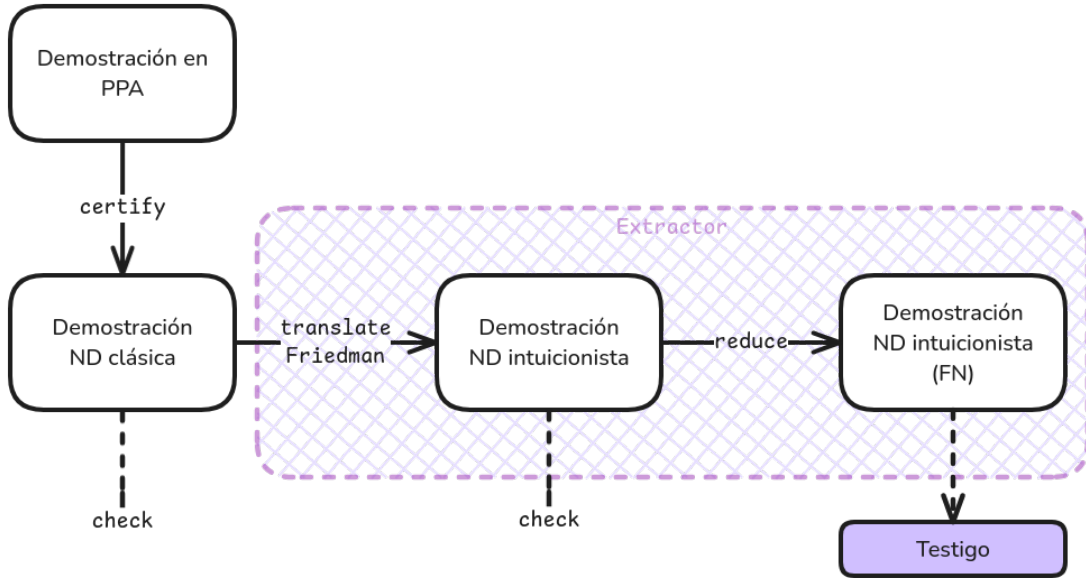 Demostración en
PPA
certify
Extractor
Demostración
ND clásica
translate
Friedman
Demostración
ND intuicionista
reduce
Demostración
ND intuicionista
(FN)
check
check
Testigo